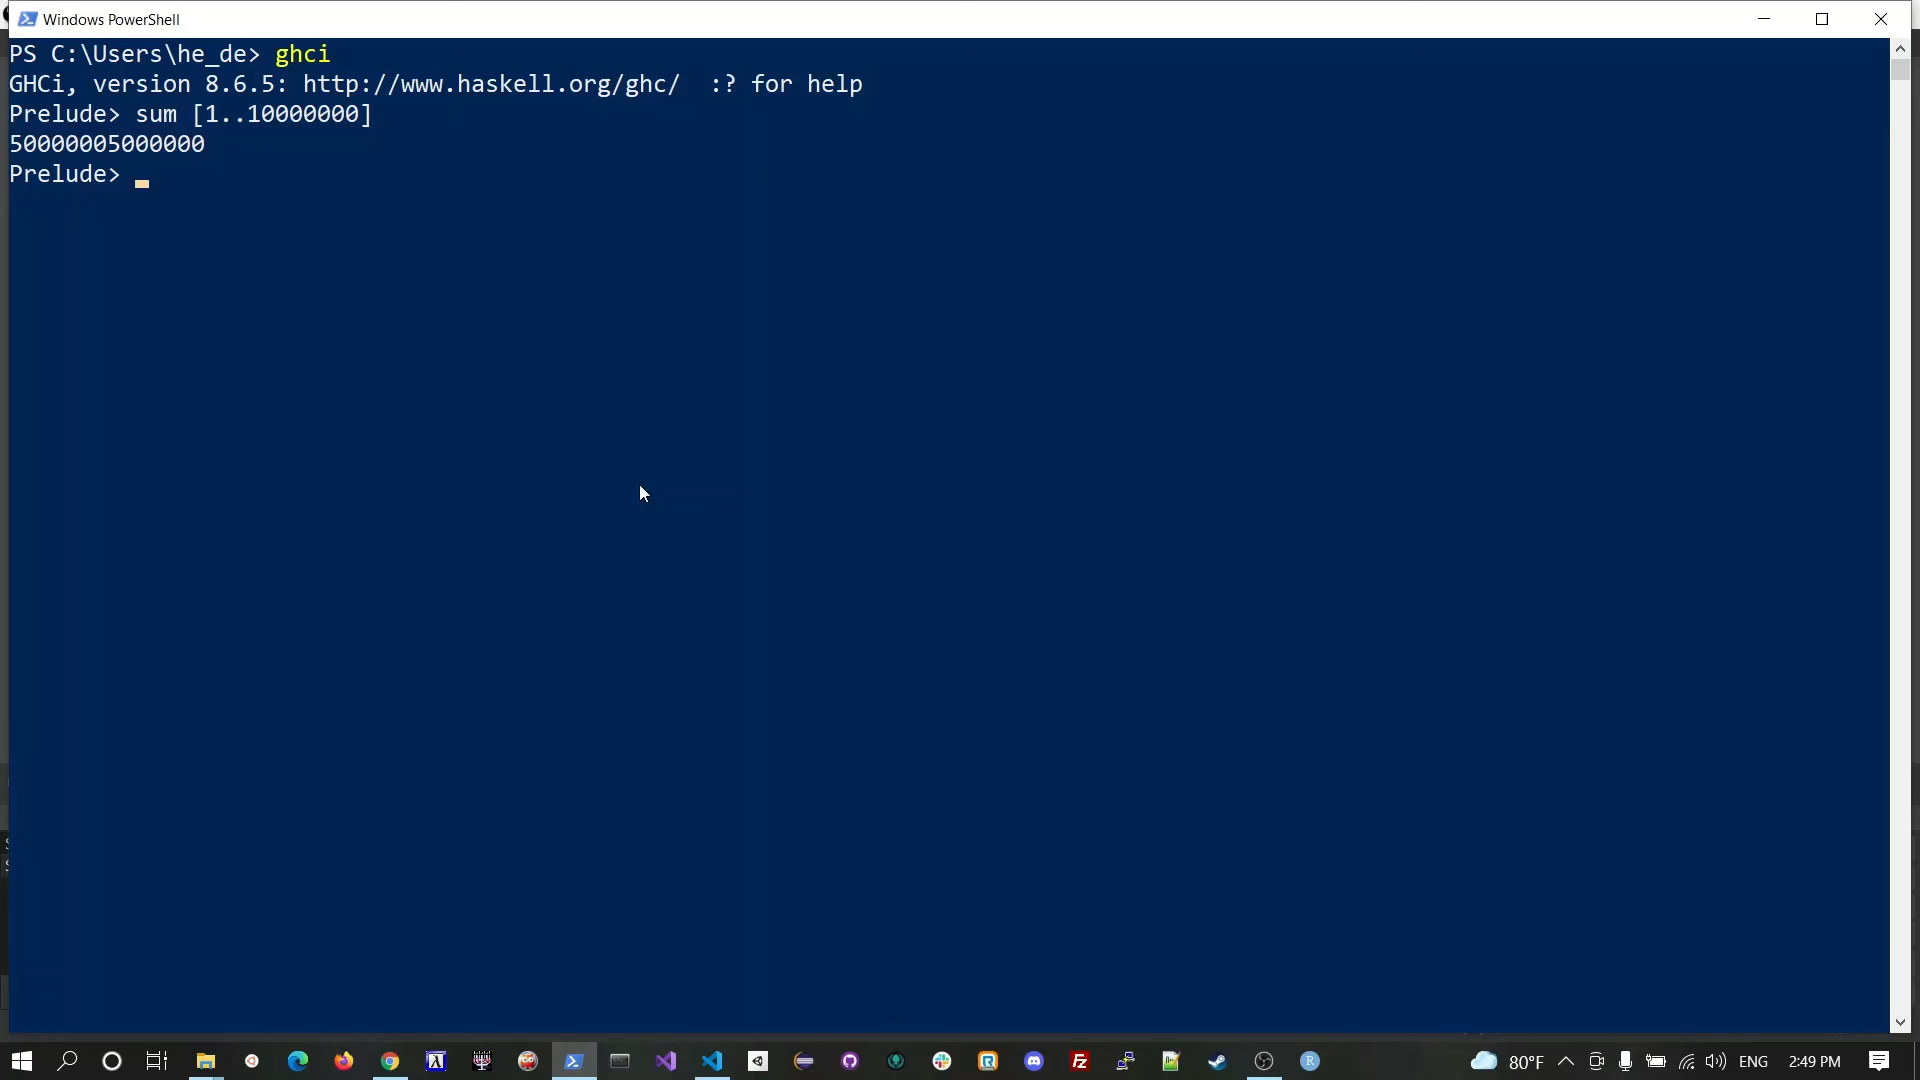 Windows PowerShell
PS C:\Users\he_de> ghci
GHCi, version 8.6.5: http://www.haskell.org/ghc/  :? for help
Prelude> sum [1..10000000]
50000005000000
Prelude>
80°F
ENG
2:49 PM